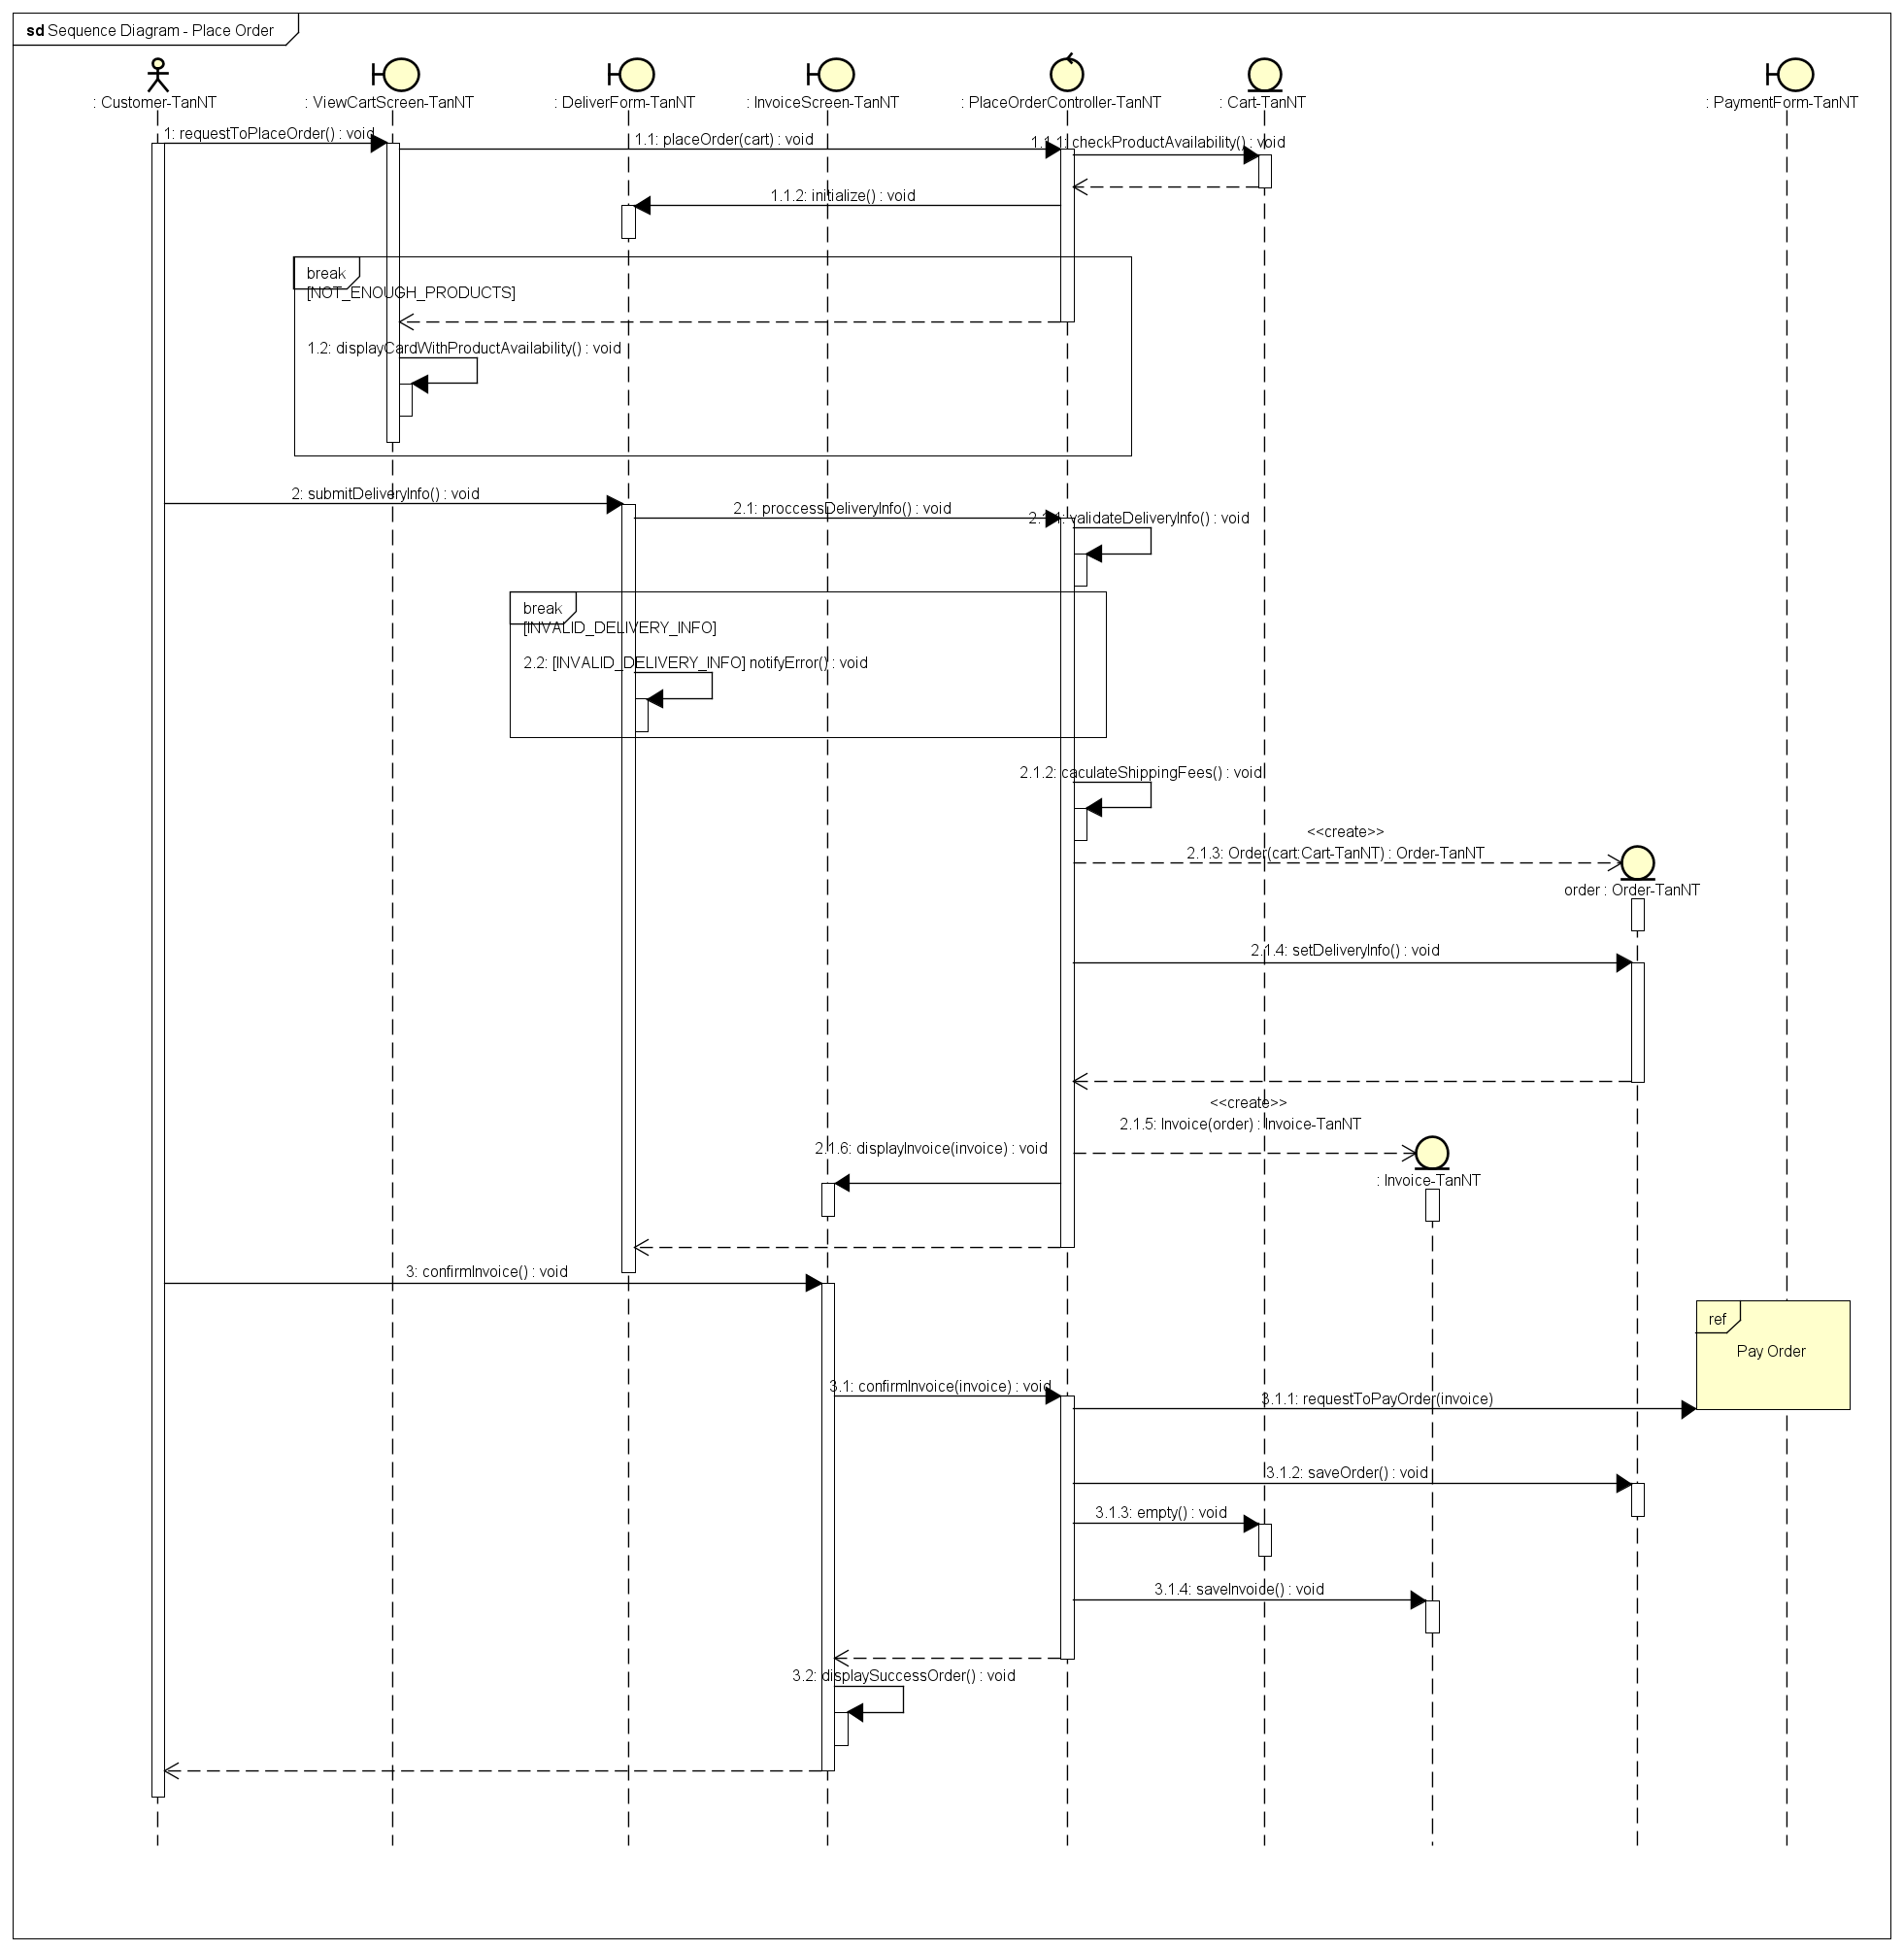 sd Sequence Diagram - Place Order
: Customer-TanNT
: ViewCartScreen-TanNT
: DeliverForm-TanNT
: InvoiceScreen-TanNT
: PlaceOrderController-TanNT
: Cart-TanNT
: PaymentForm-TanNT
1: requestToPlaceOrder() : void
1.1: placeOrder(cart) : void
1.1.1: checkProductAvailability() : void
1.1.2: initialize() : void
break
[NOT_ENOUGH_PRODUCTS]
1.2: displayCardWithProductAvailability() : void
2: submitDeliveryInfo() : void
2.1: proccessDeliveryInfo() : void
2.1.1: validateDeliveryInfo() : void
break
[INVALID_DELIVERY_INFO]
2.2: [INVALID_DELIVERY_INFO] notifyError() : void
2.1.2: caculateShippingFees() : void
<<create>>
2.1.3: Order(cart:Cart-TanNT) : Order-TanNT
order : Order-TanNT
2.1.4: setDeliveryInfo() : void
<<create>>
2.1.5: Invoice(order) : Invoice-TanNT
2.1.6: displayInvoice(invoice) : void
: Invoice-TanNT
3: confirmInvoice() : void
ref
Pay Order
3.1: confirmInvoice(invoice) : void
3.1.1: requestToPayOrder(invoice)
3.1.2: saveOrder() : void
3.1.3: empty() : void
3.1.4: saveInvoice() : void
3.2: displaySuccessOrder() : void